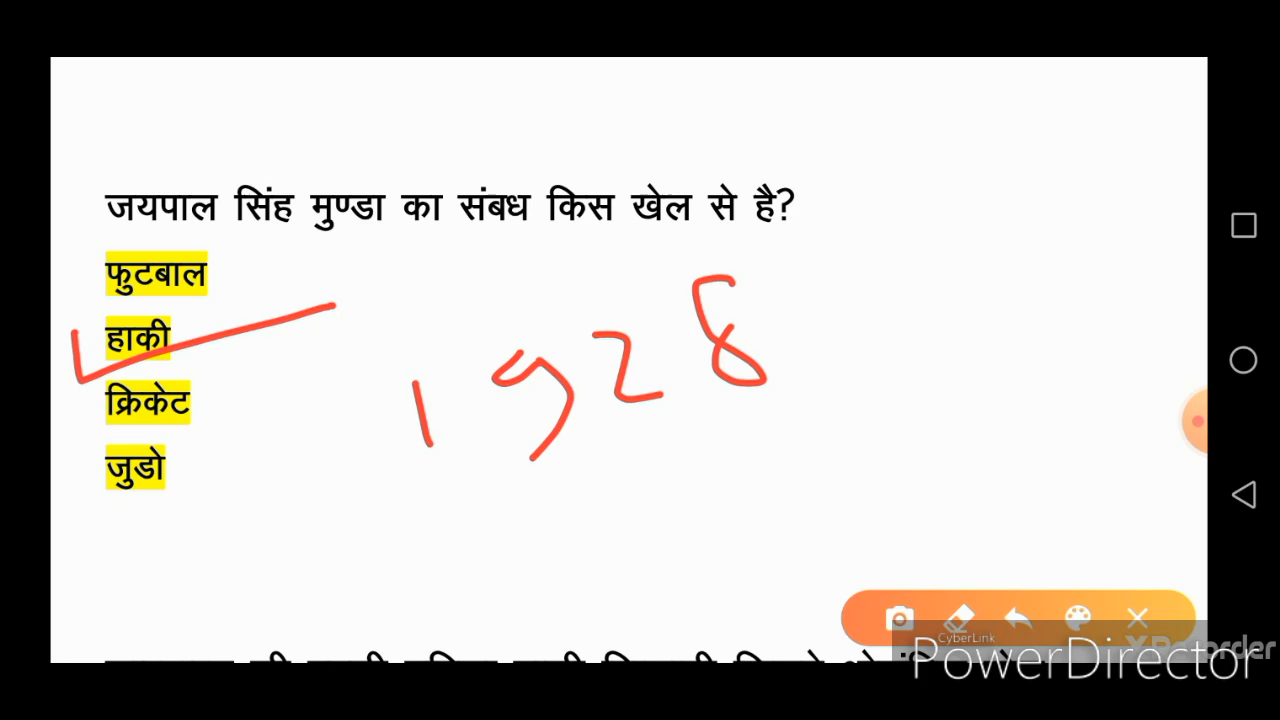 जयपाल सिंह मुण्डा का संबध किस खेल से है?
फुटबाल
हाकी
क्रिकेट
जुडो
1928
CyberLink
PowerDirector